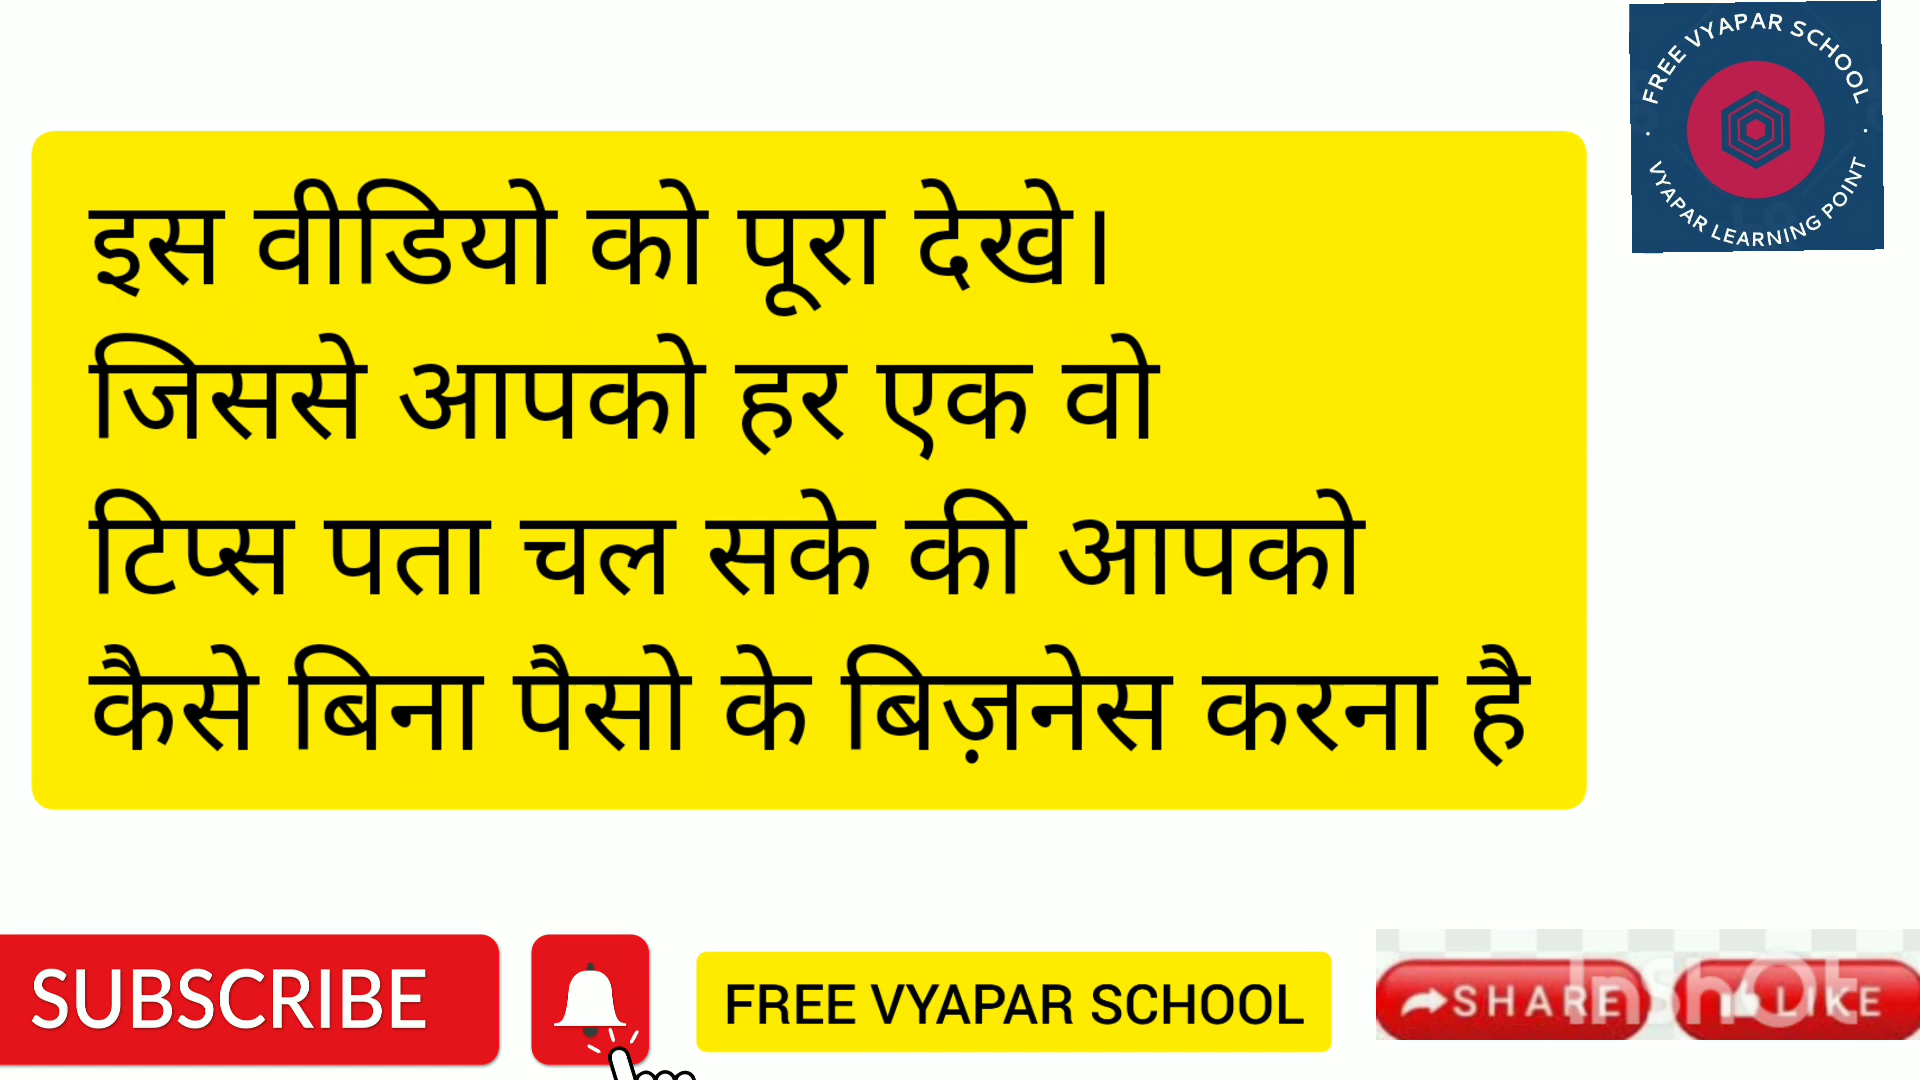 FREE VYAPAR SCHOOL
VYAPAR LEARNING POINT
इस वीडियो को पूरा देखे।
जिससे आपको हर एक वो
टिप्स पता चल सके की आपको
कैसे बिना पैसो के बिज़नेस करना है
SUBSCRIBE
FREE VYAPAR SCHOOL
SHARE
LIKE
InShOt